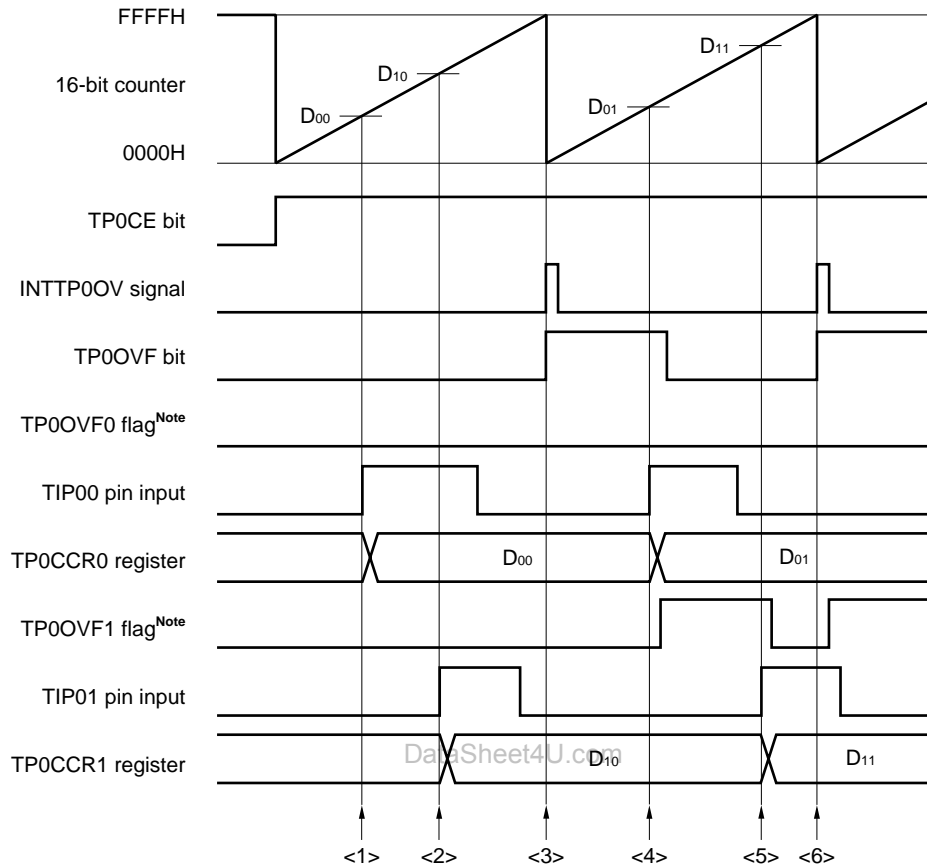 FFFFH
D11
D10
16-bit counter
D01
D00
0000H
TP0CE bit
INTTP0OV signal
TP0OVF bit
TP0OVF0 flagNote
TIP00 pin input
TP0CCR0 register
D00
D01
TP0OVF1 flagNote
TIP01 pin input
DataSheet4U.com
TP0CCR1 register
D10
D11
<1> <2> <3> <4> <5> <6>